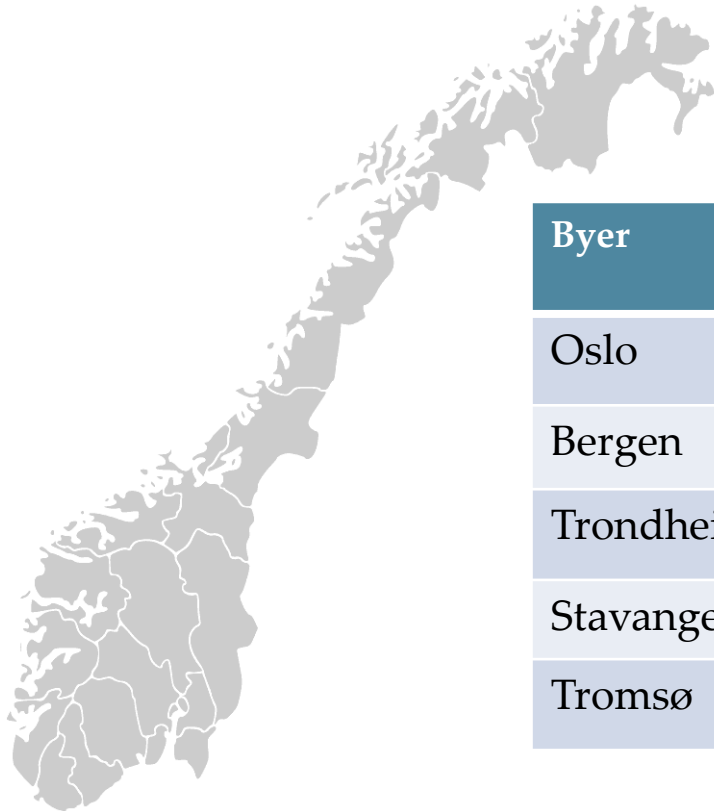 Byer
Oslo
Bergen
Trondhei
Stavange
Tromsø